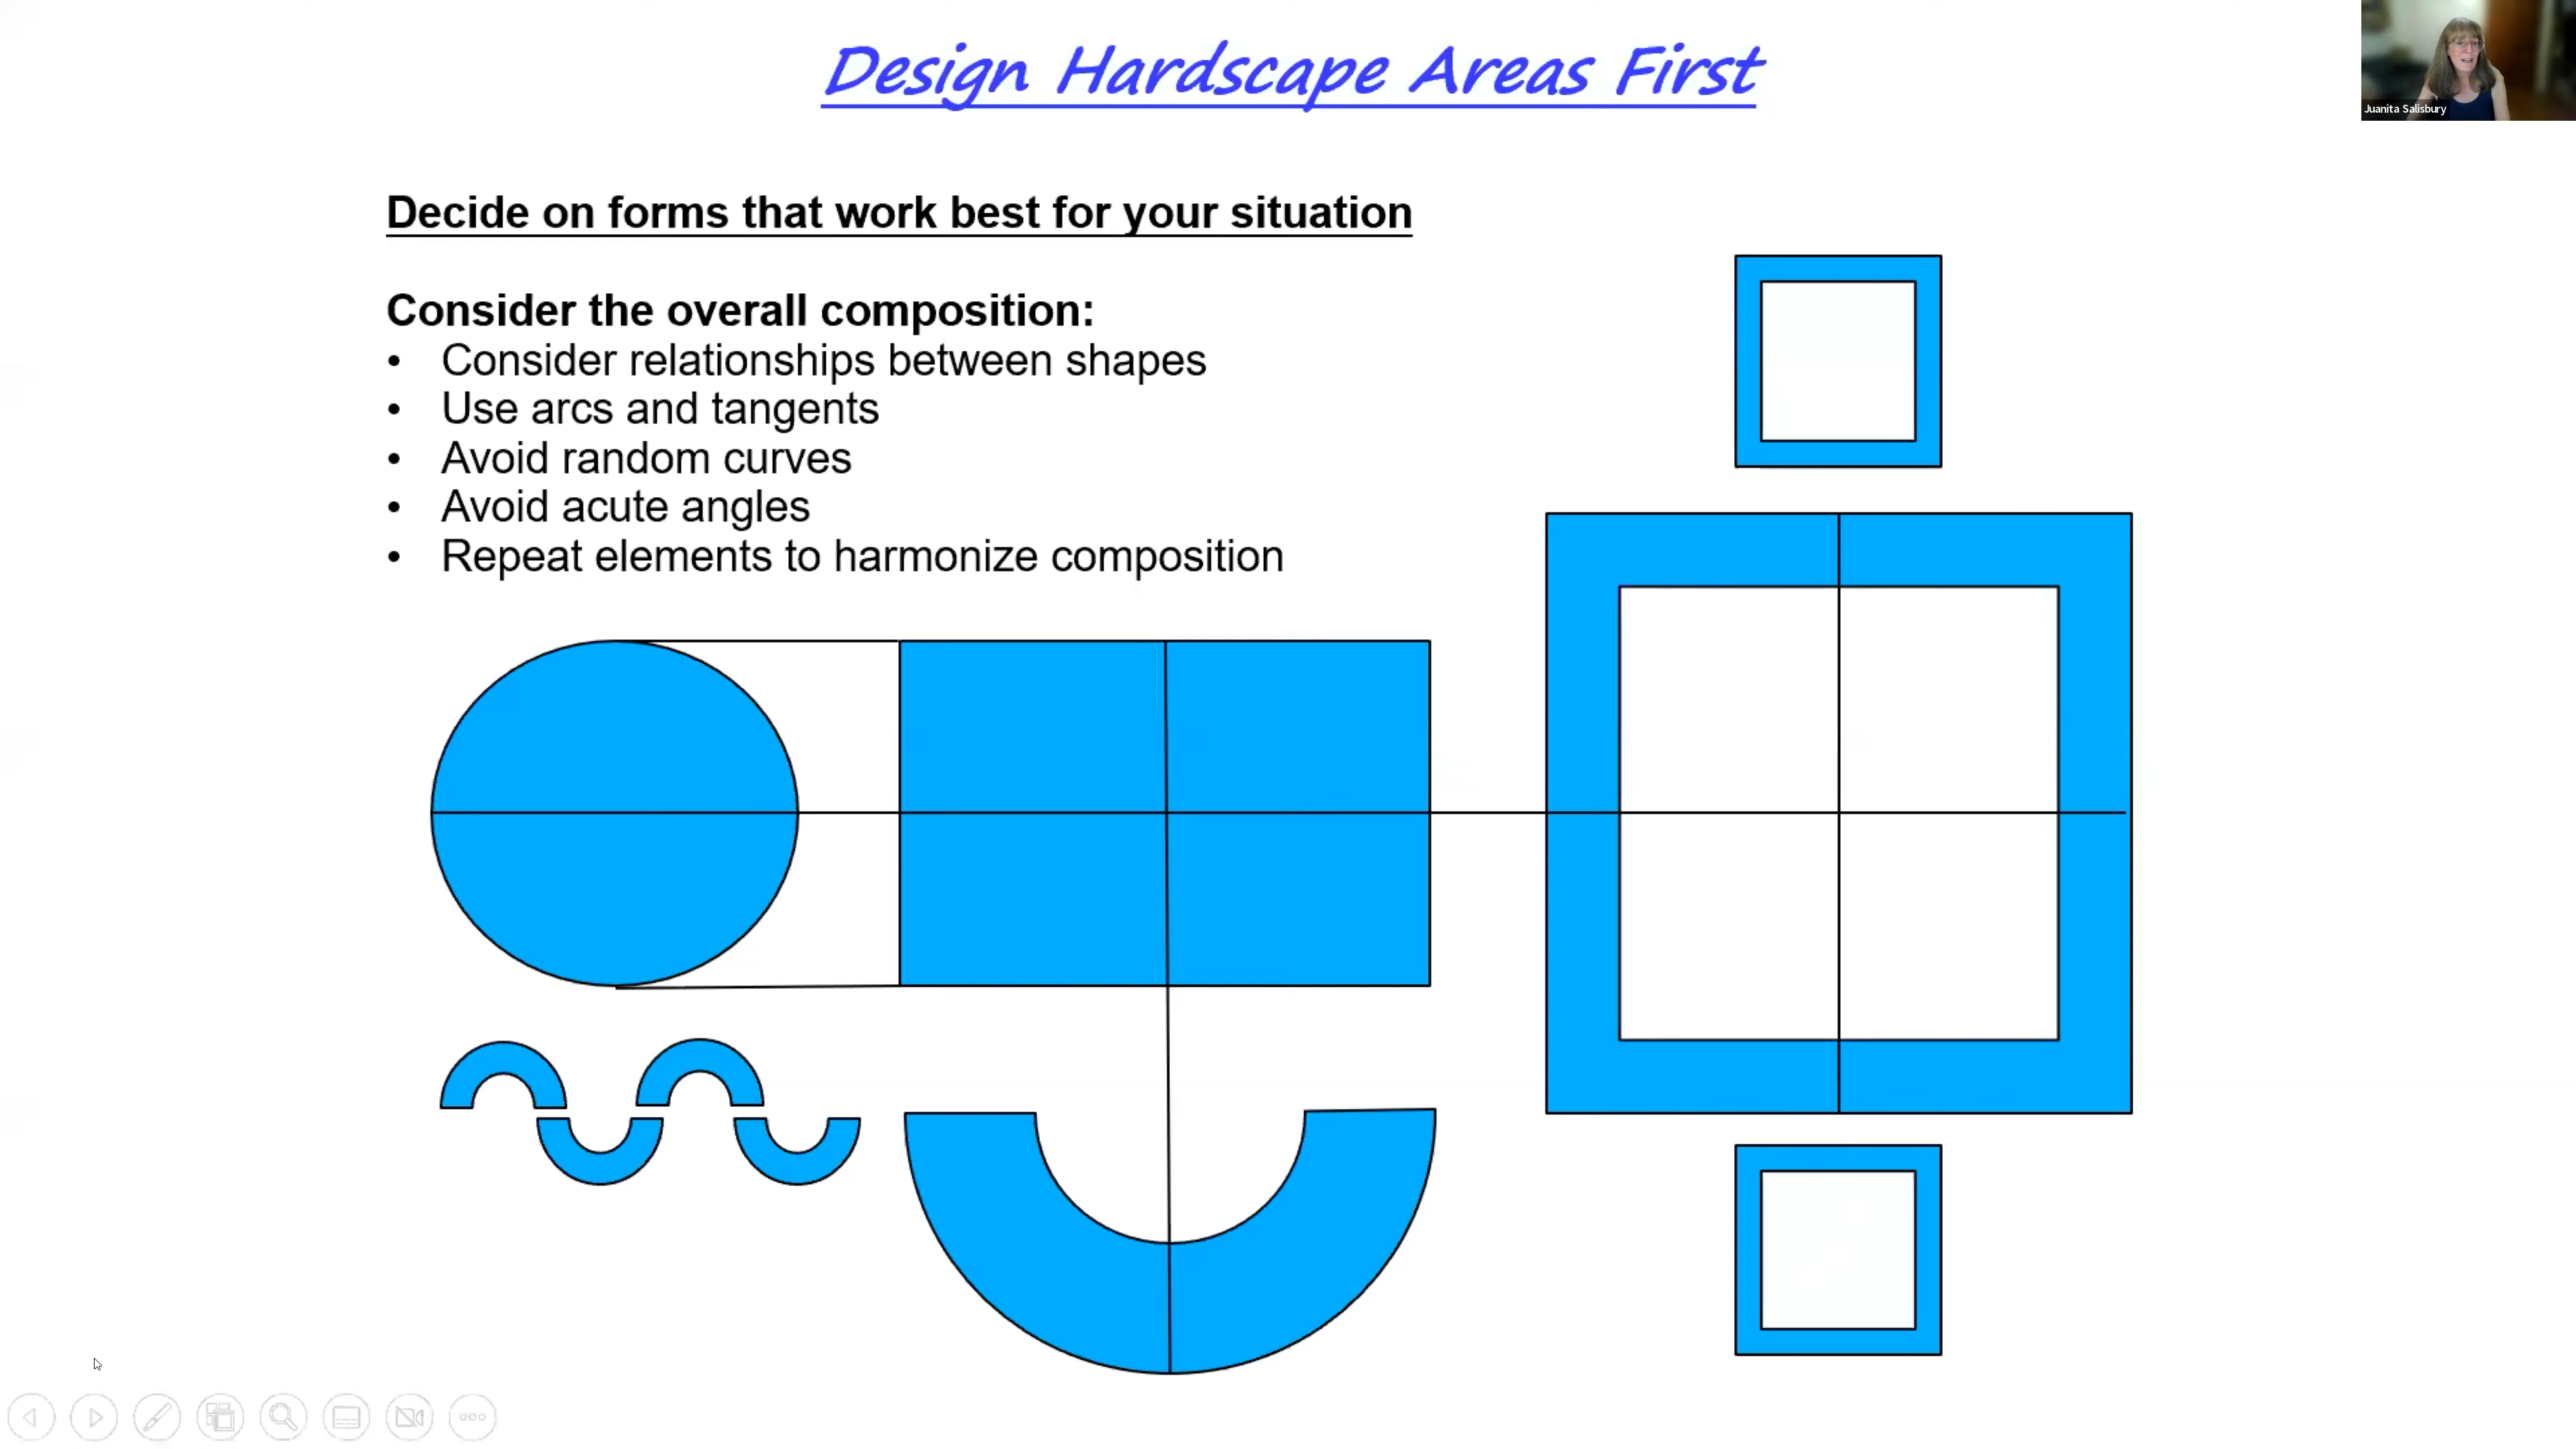 Design Hardscape Areas First
Juanita Salisbury
Decide on forms that work best for your situation
Consider the overall composition:
• Consider relationships between shapes
• Use arcs and tangents
• Avoid random curves
• Avoid acute angles
• Repeat elements to harmonize composition